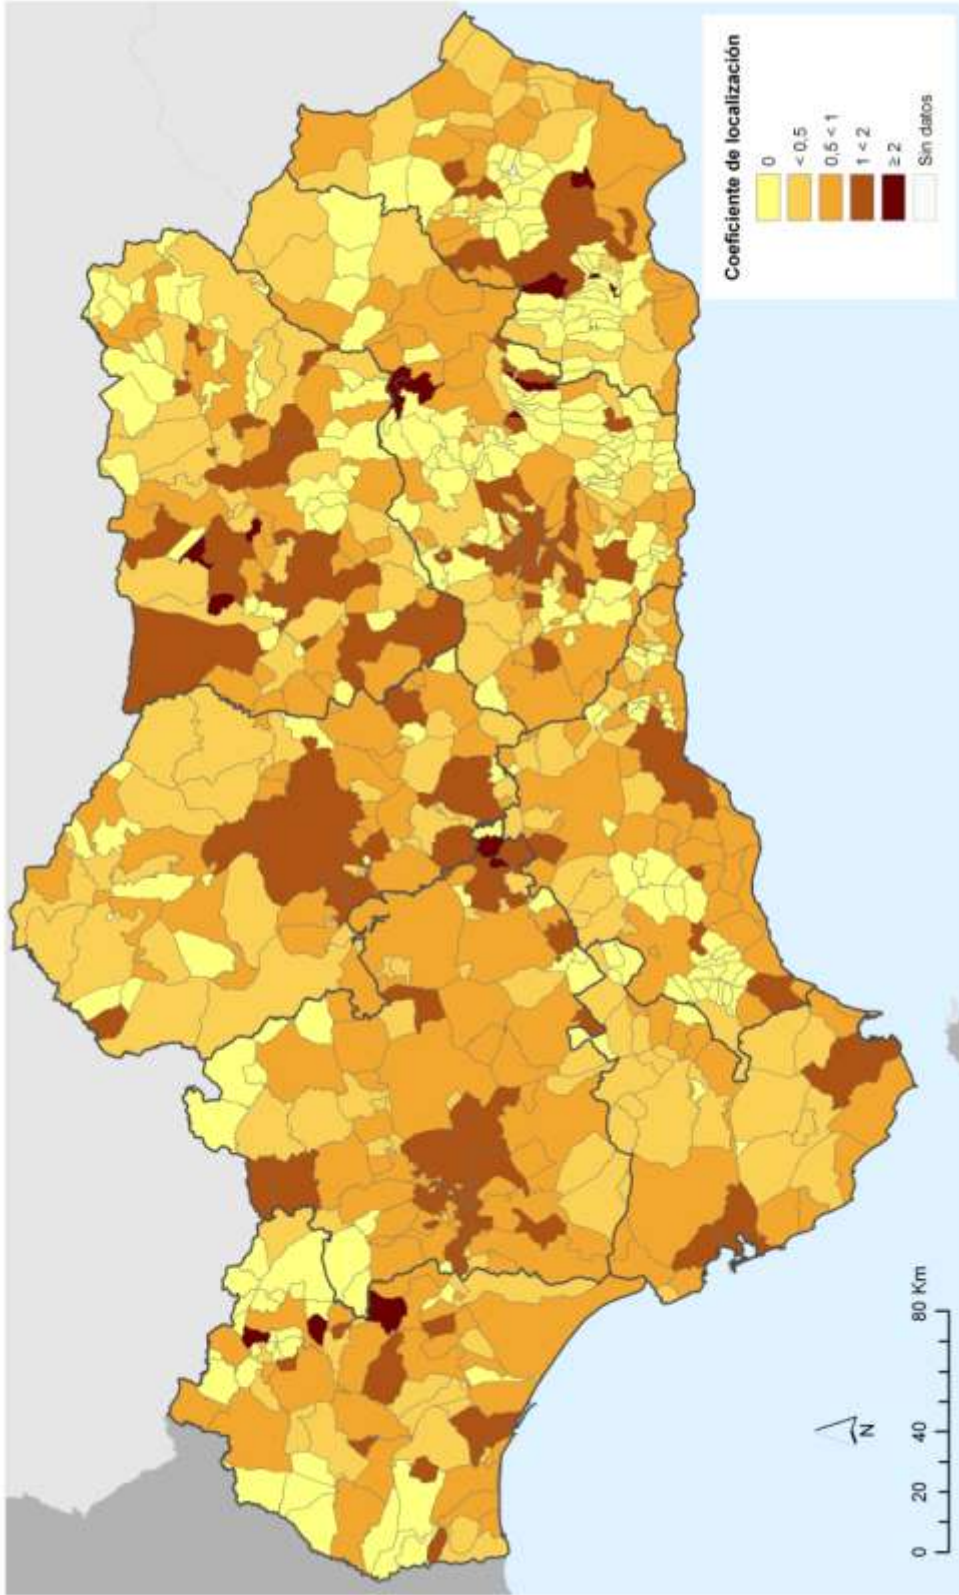 Coeficiente de localización
0
< 0,5
0,5 < 1
1 < 2
≥ 2
Sin datos
N
0 20 40 80 Km